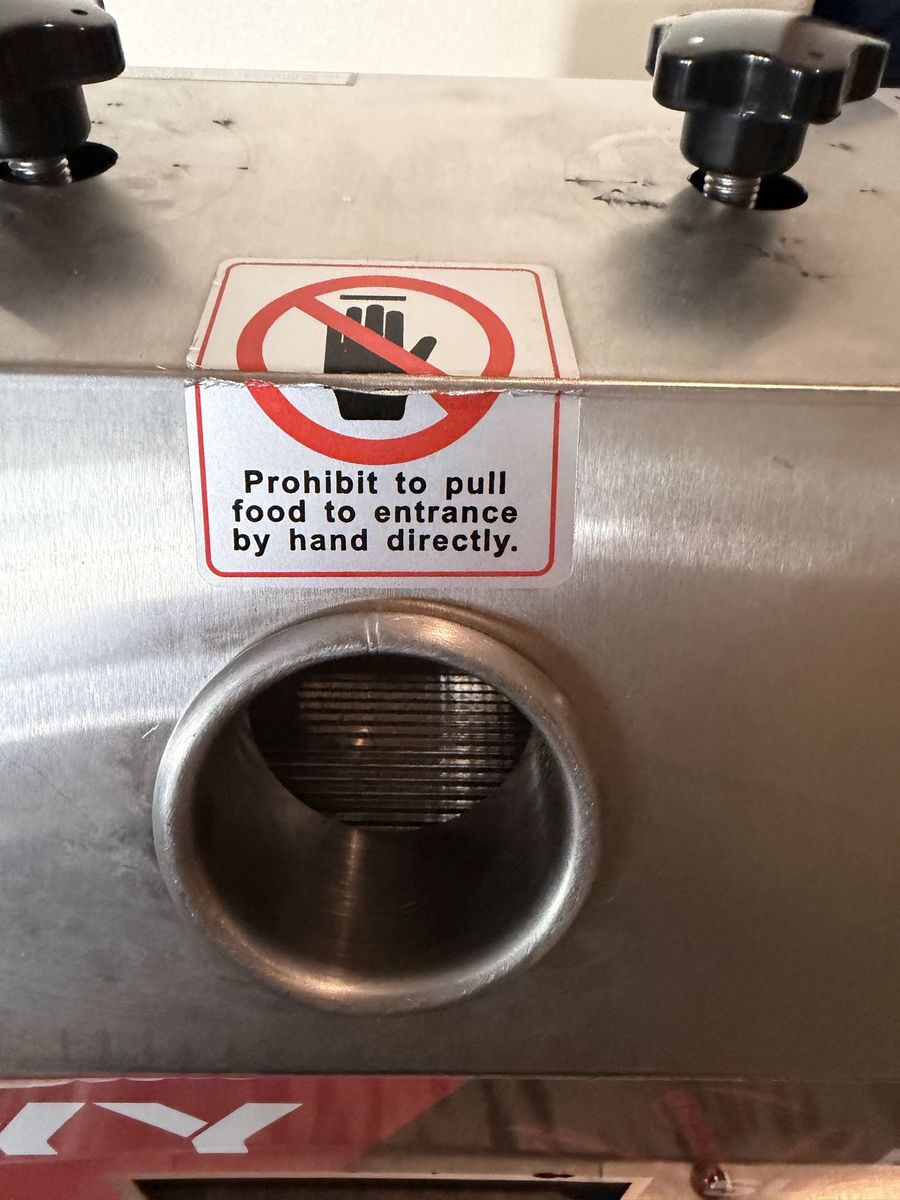 Prohibit to pull
food to entrance
by hand directly.